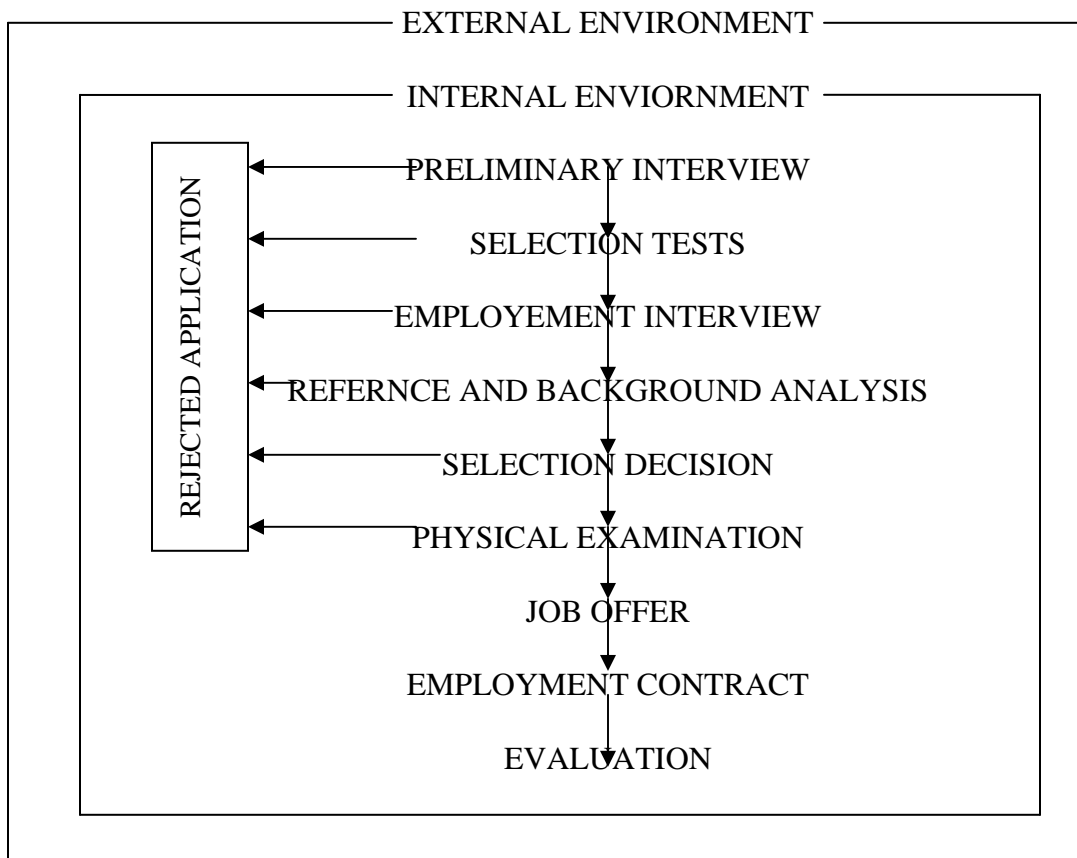 EXTERNAL ENVIRONMENT
INTERNAL ENVIORNMENT
PRELIMINARY INTERVIEW
SELECTION TESTS
EMPLOYEMENT INTERVIEW
REFERNCE AND BACKGROUND ANALYSIS
SELECTION DECISION
PHYSICAL EXAMINATION
JOB OFFER
EMPLOYMENT CONTRACT
EVALUATION
REJECTED APPLICATION